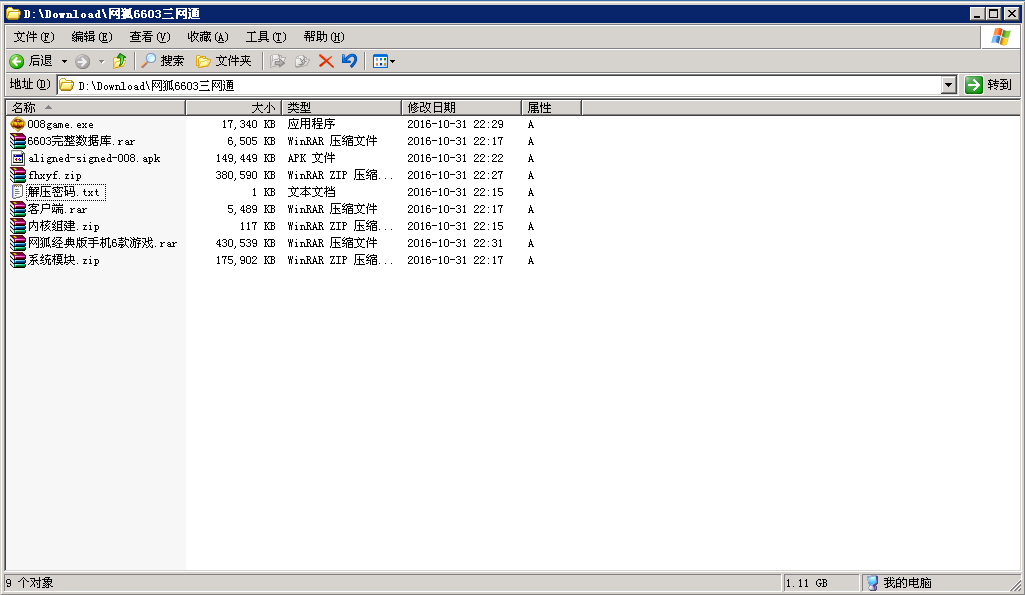 D:\Download\网狐6603三网通
文件(F) 编辑(E) 查看(V) 收藏(A) 工具(T) 帮助(H)
后退 搜索 文件夹
地址(D) D:\Download\网狐6603三网通 转到
名称 大小 类型 修改日期 属性
008game.exe 17,340 KB 应用程序 2016-10-31 22:29 A
6603完整数据库.rar 6,505 KB WinRAR 压缩文件 2016-10-31 22:17 A
aligned-signed-008.apk 149,449 KB APK 文件 2016-10-31 22:22 A
fhxyf.zip 380,590 KB WinRAR ZIP 压缩... 2016-10-31 22:27 A
解压密码.txt 1 KB 文本文档 2016-10-31 22:15 A
客户端.rar 5,489 KB WinRAR 压缩文件 2016-10-31 22:17 A
内核组建.zip 117 KB WinRAR ZIP 压缩... 2016-10-31 22:15 A
网狐经典版手机6款游戏.rar 430,539 KB WinRAR 压缩文件 2016-10-31 22:31 A
系统模块.zip 175,902 KB WinRAR ZIP 压缩... 2016-10-31 22:17 A
9 个对象 1.11 GB 我的电脑